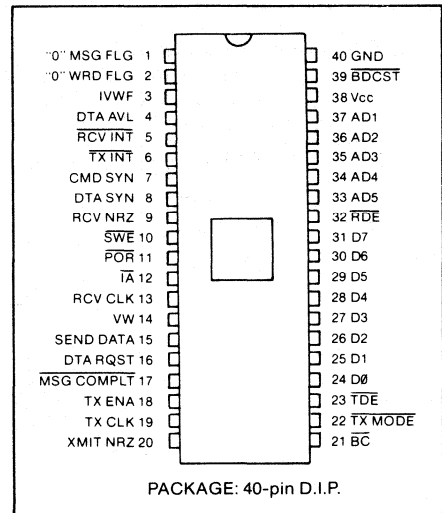 "0" MSG FLG 1
"0" WRD FLG 2
IVWF 3
DTA AVL 4
RCV INT 5
TX INT 6
CMD SYN 7
DTA SYN 8
RCV NRZ 9
SWE 10
POR 11
IA 12
RCV CLK 13
VW 14
SEND DATA 15
DTA RQST 16
MSG COMPLT 17
TX ENA 18
TX CLK 19
XMIT NRZ 20
40 GND
39 BDCST
38 Vcc
37 AD1
36 AD2
35 AD3
34 AD4
33 AD5
32 RDE
31 D7
30 D6
29 D5
28 D4
27 D3
26 D2
25 D1
24 DØ
23 TDE
22 TX MODE
21 BC
PACKAGE: 40-pin D.I.P.